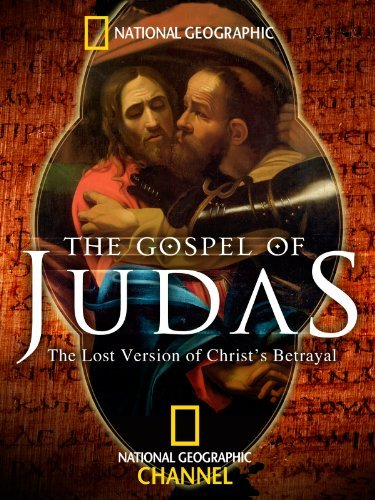 NATIONAL GEOGRAPHIC
THE GOSPEL OF
JUDAS
The Lost Version of Christ's Betrayal
NATIONAL GEOGRAPHIC
CHANNEL